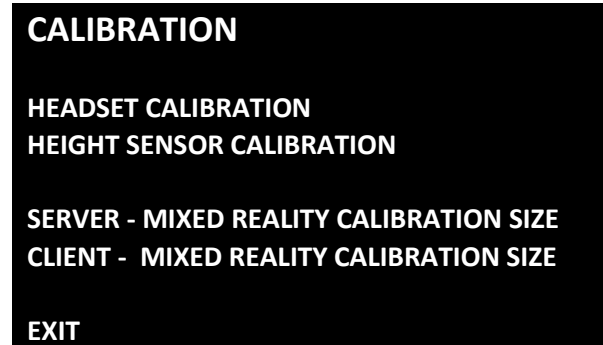 CALIBRATION
HEADSET CALIBRATION
HEIGHT SENSOR CALIBRATION
SERVER - MIXED REALITY CALIBRATION SIZE
CLIENT -  MIXED REALITY CALIBRATION SIZE
EXIT